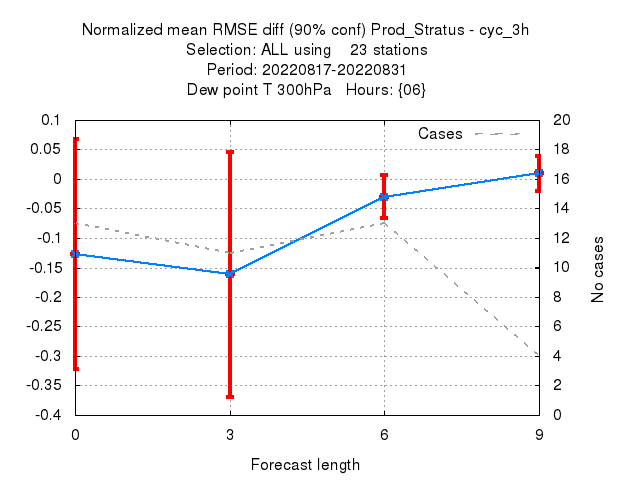 Normalized mean RMSE diff (90% conf) Prod_Stratus - cyc_3h
Selection: ALL using    23 stations
Period: 20220817-20220831
Dew point T 300hPa   Hours: {06}
Cases
0.1
0.05
0
-0.05
-0.1
-0.15
-0.2
-0.25
-0.3
-0.35
-0.4
20
18
16
14
12
10
8
6
4
2
0
No cases
0 3 6 9
Forecast length